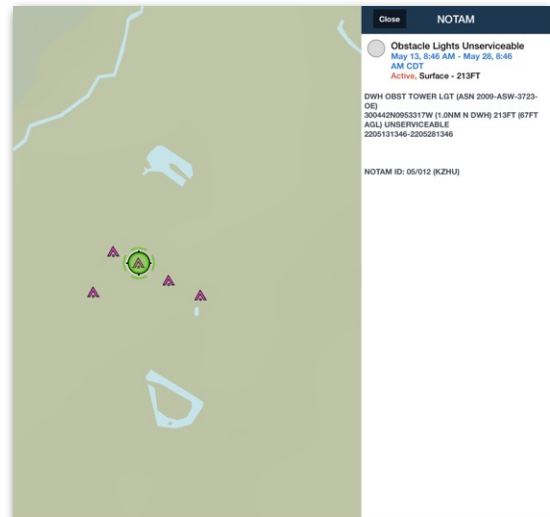 Close NOTAM
Obstacle Lights Unserviceable
May 13, 8:46 AM - May 28, 8:46
AM CDT
Active, Surface - 213FT
DWH OBST TOWER LGT (ASN 2009-ASW-3723-
OE)
300442N0953317W (1.0NM N DWH) 213FT (67FT
AGL) UNSERVICEABLE
2205131346-2205281346
NOTAM ID: 05/012 (KZHU)